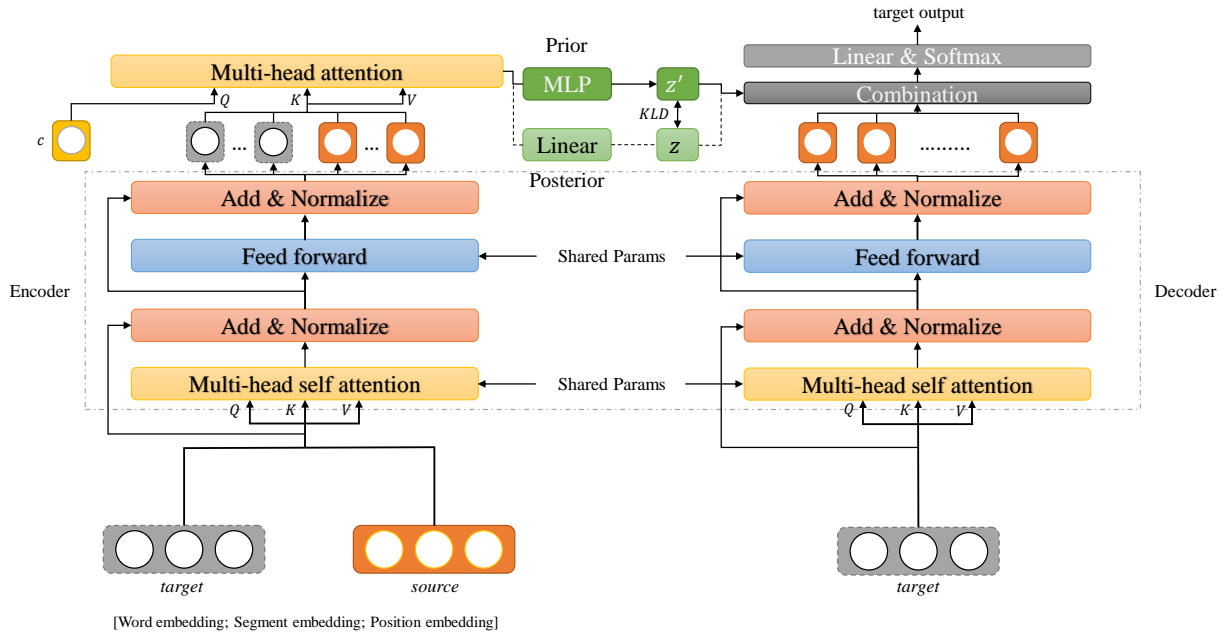 target output
Prior
Linear & Softmax
Multi-head attention
MLP
z′
Combination
Q
K
V
KLD
c
... ...
.........
Linear
z
Posterior
Add & Normalize
Add & Normalize
Feed forward
Shared Params
Feed forward
Encoder
Decoder
Add & Normalize
Add & Normalize
Multi-head self attention
Shared Params
Multi-head self attention
Q
K
V
Q
K
V
target
source
target
[Word embedding; Segment embedding; Position embedding]